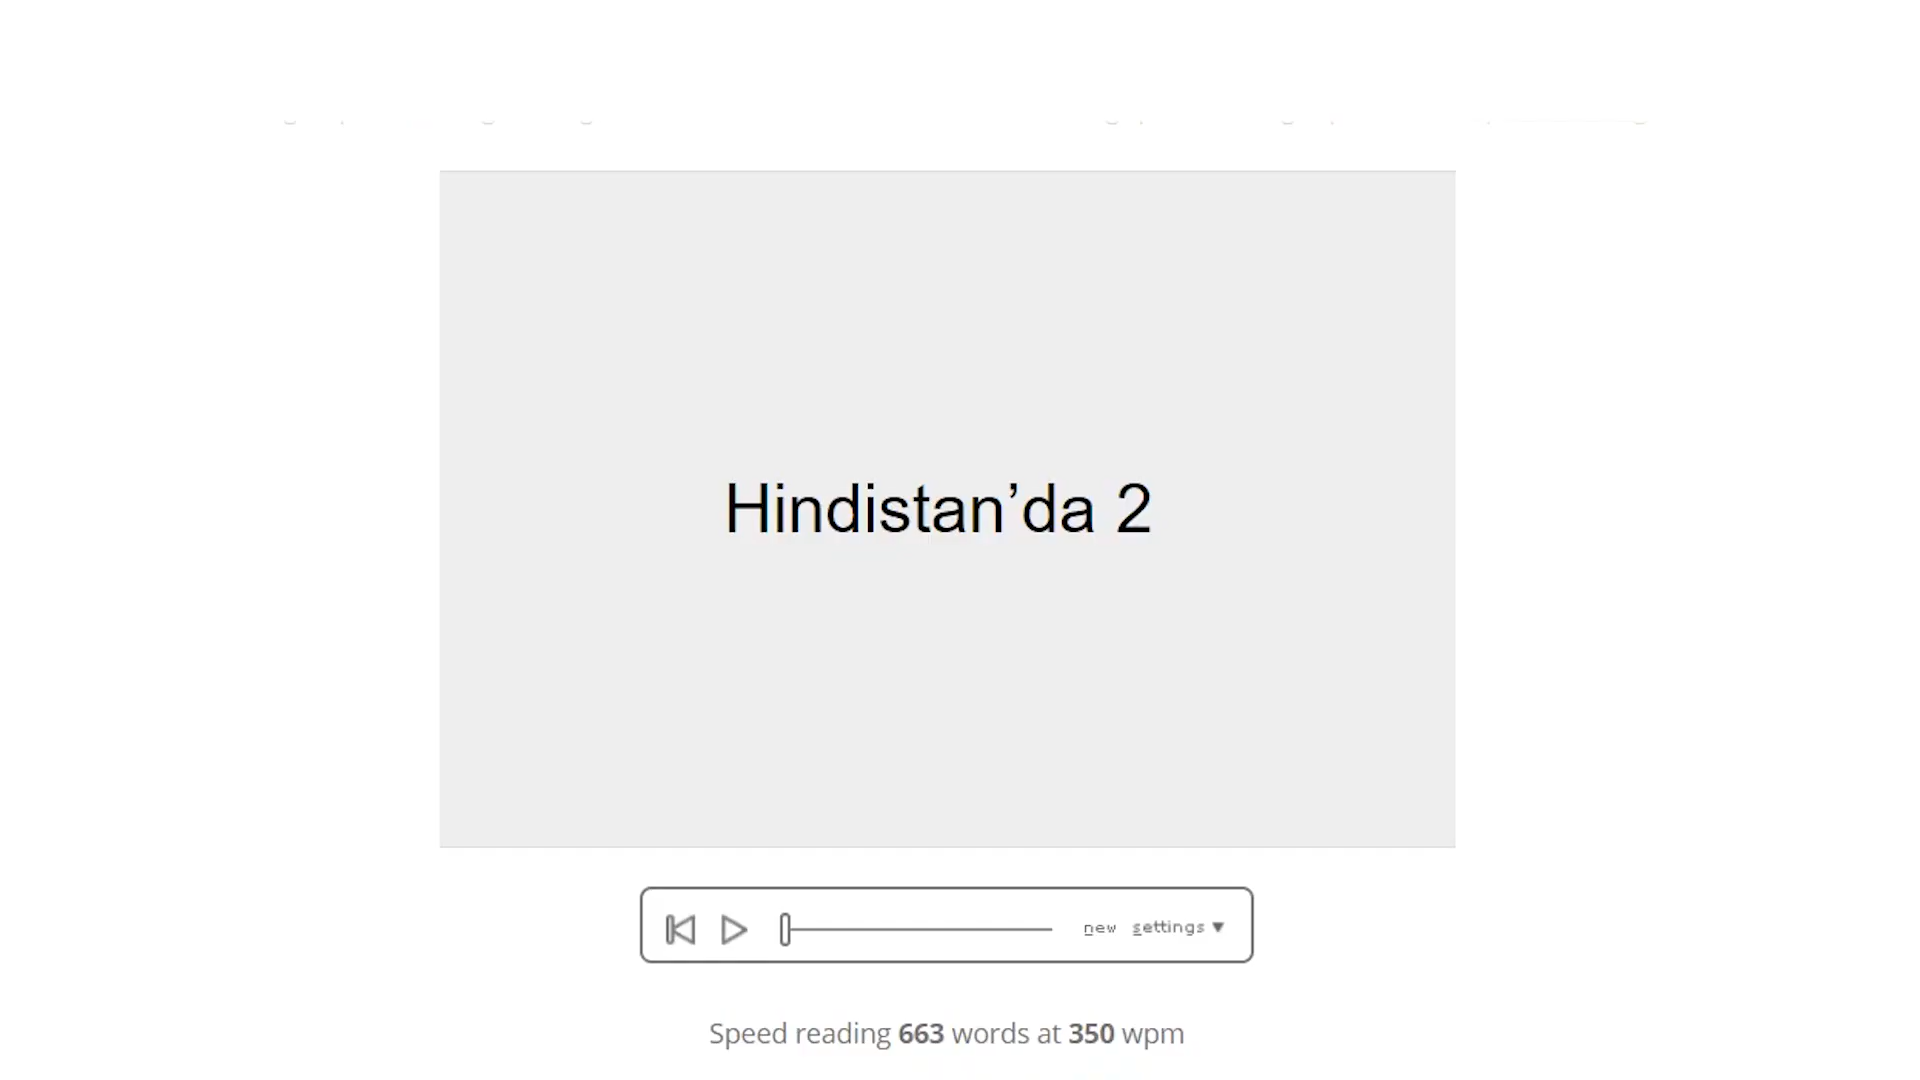 Hindistan’da 2
new settings ▼
Speed reading 663 words at 350 wpm